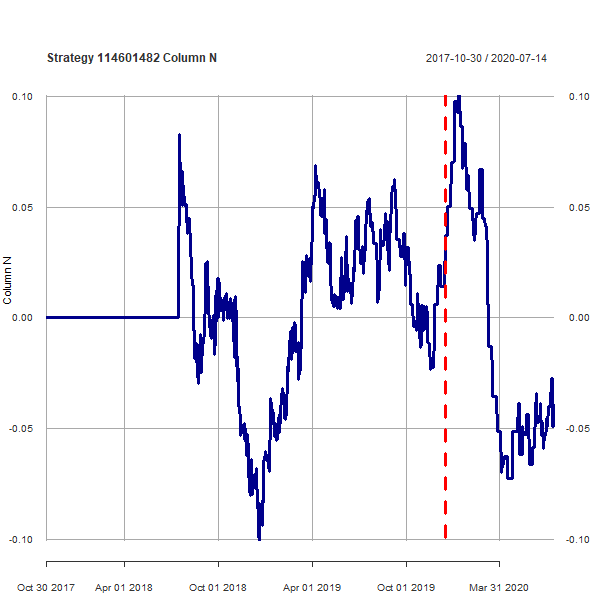 Strategy 114601482 Column N
2017-10-30 / 2020-07-14
0.10 0.10
0.05 0.05
0.00 0.00
-0.05 -0.05
-0.10 -0.10
Column N
Oct 30 2017 Apr 01 2018 Oct 01 2018 Apr 01 2019 Oct 01 2019 Mar 31 2020